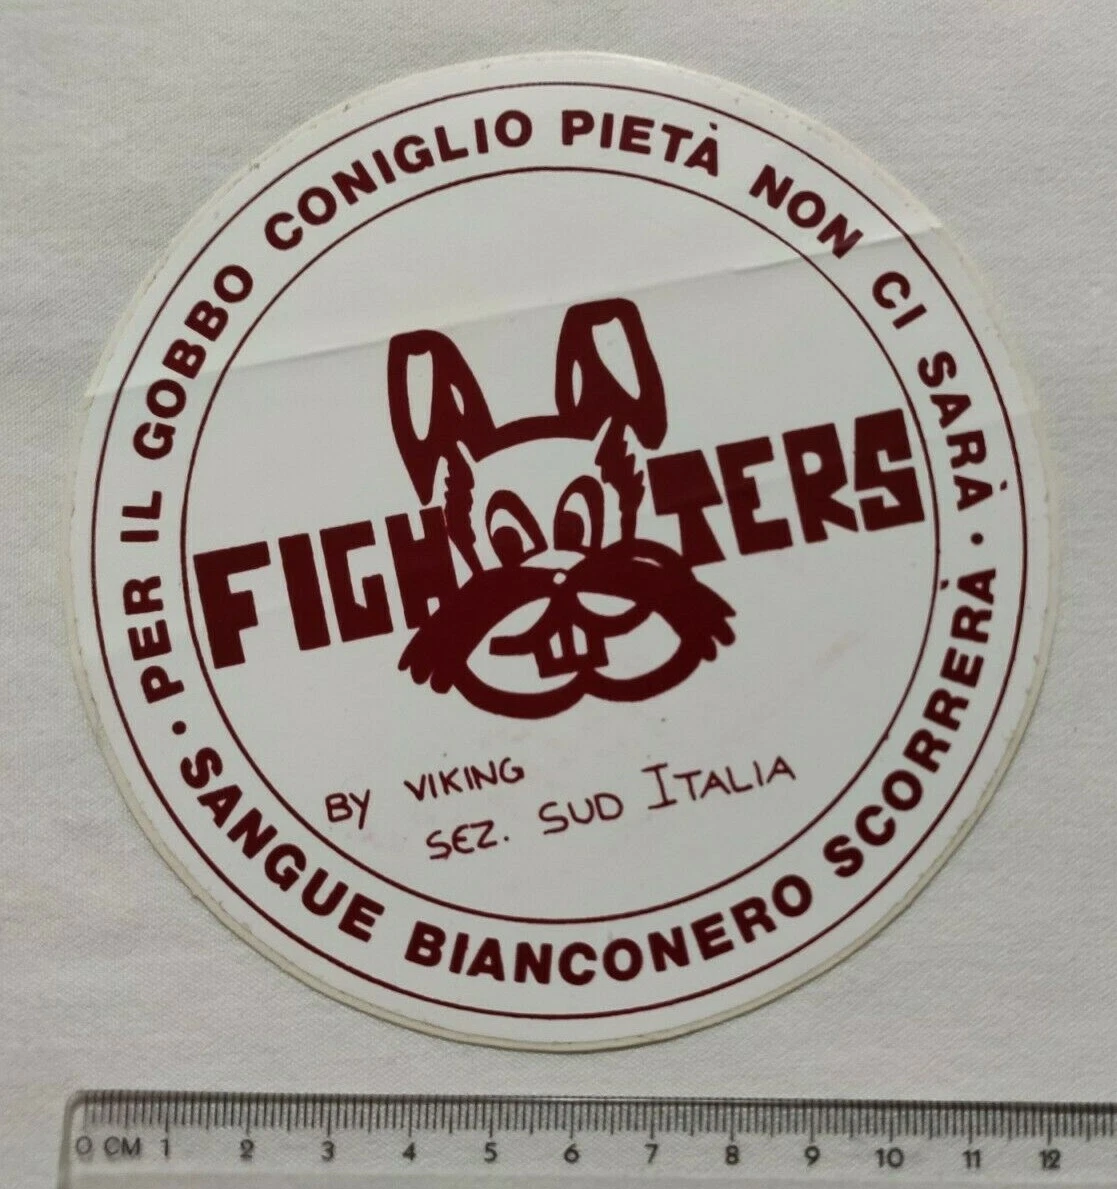 PER IL GOBBO CONIGLIO PIETÀ NON CI SARÀ ·
SANGUE BIANCONERO SCORRERÀ ·
FIGHTERS
BY VIKING
SEZ. SUD ITALIA
0 CM 1 2 3 4 5 6 7 8 9 10 11 12